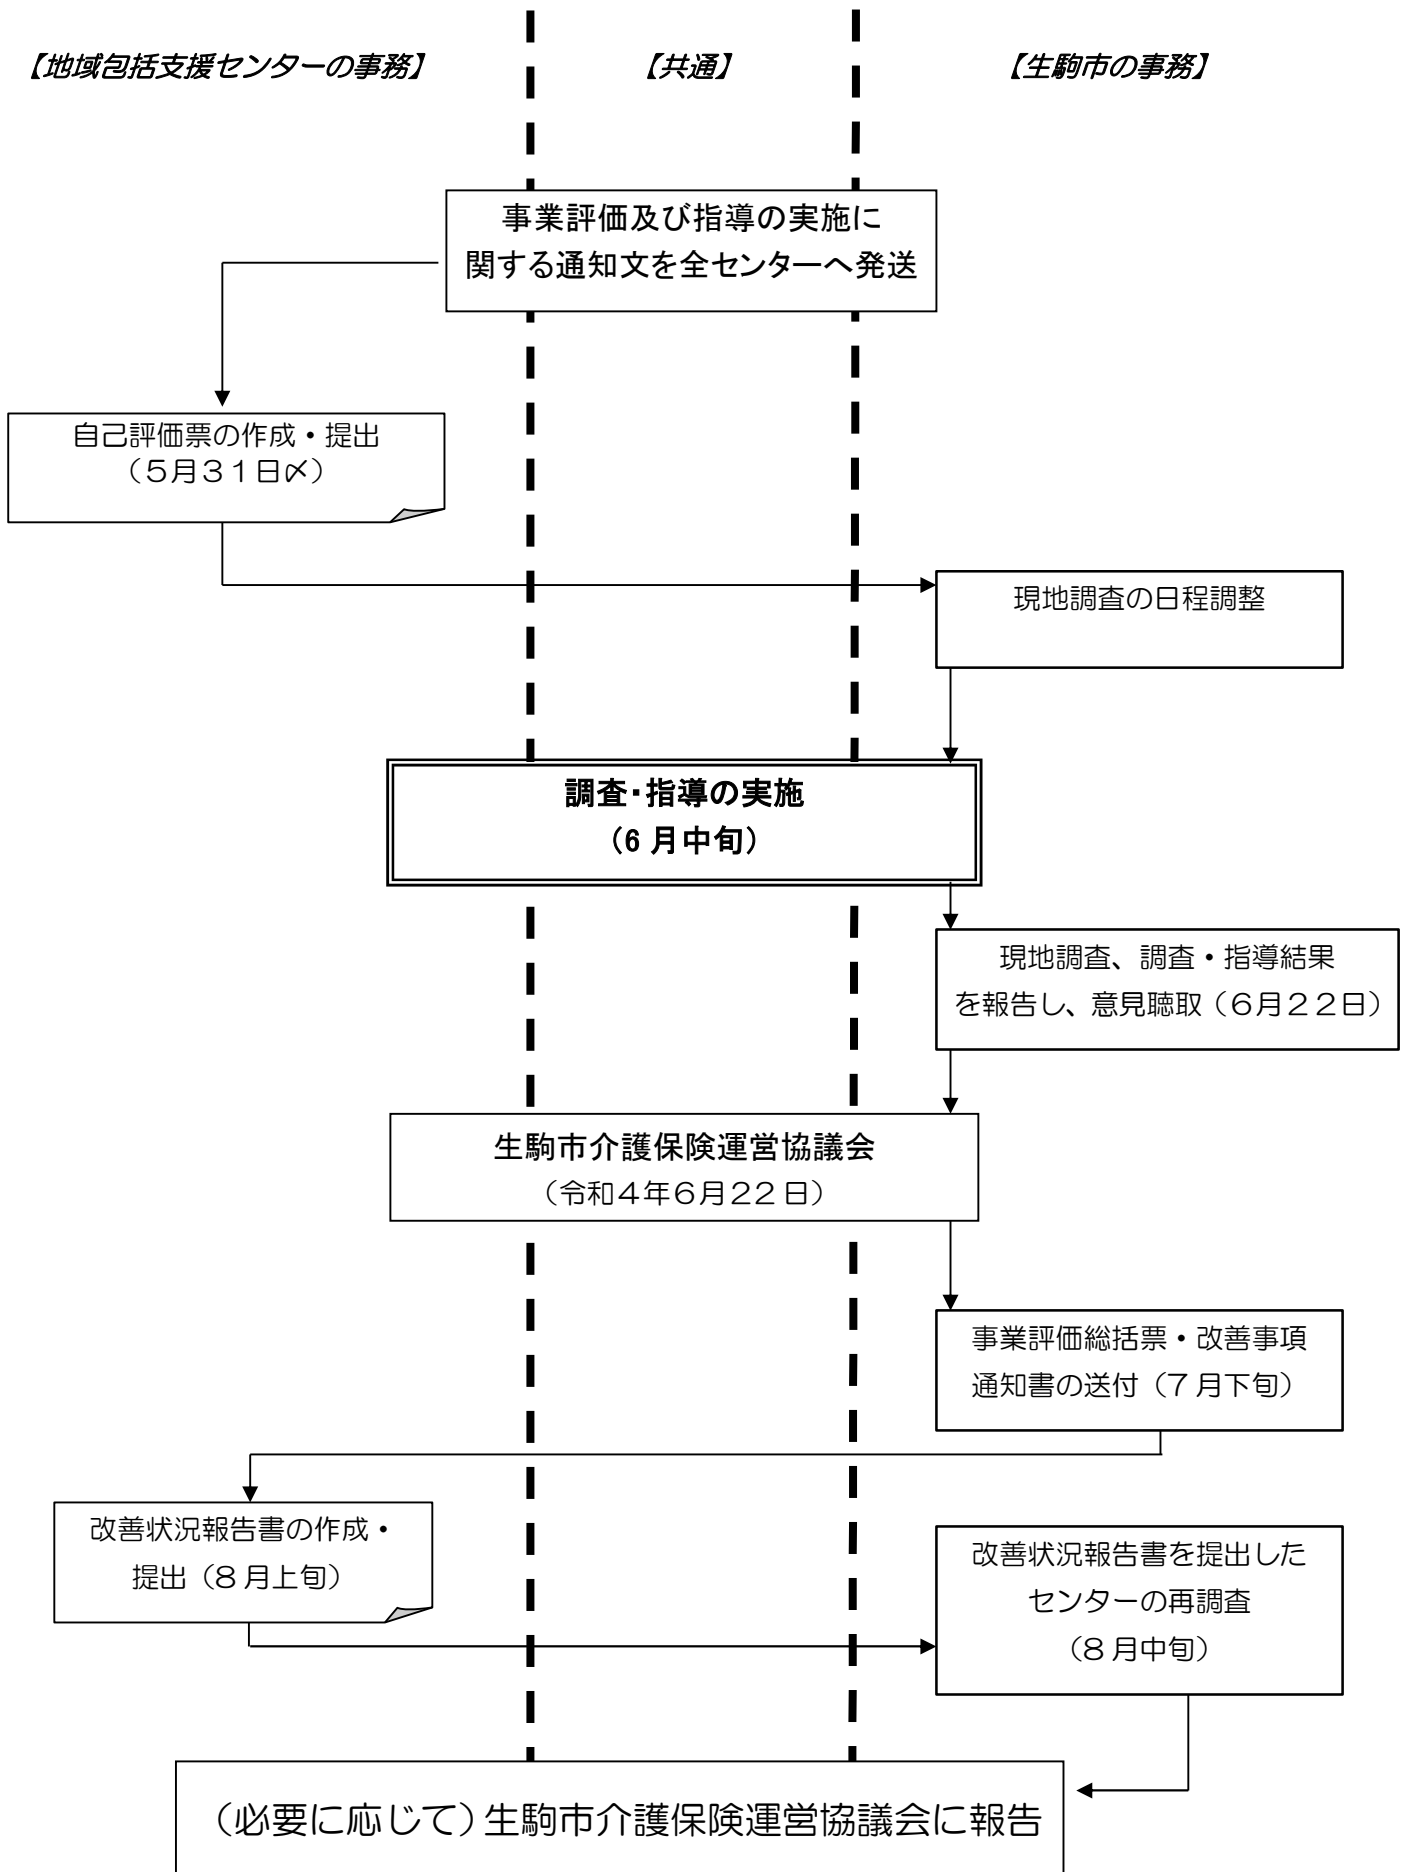 【地域包括支援センターの事務】
【共通】
【生駒市の事務】
事業評価及び指導の実施に
関する通知文を全センターへ発送
自己評価票の作成・提出
（５月３１日〆）
現地調査の日程調整
調査・指導の実施
（6 月中旬）
現地調査、調査・指導結果
を報告し、意見聴取（６月２２日）
生駒市介護保険運営協議会
（令和４年６月２２日）
事業評価総括票・改善事項
通知書の送付（７月下旬）
改善状況報告書の作成・
提出（８月上旬）
改善状況報告書を提出した
センターの再調査
（８月中旬）
（必要に応じて）生駒市介護保険運営協議会に報告